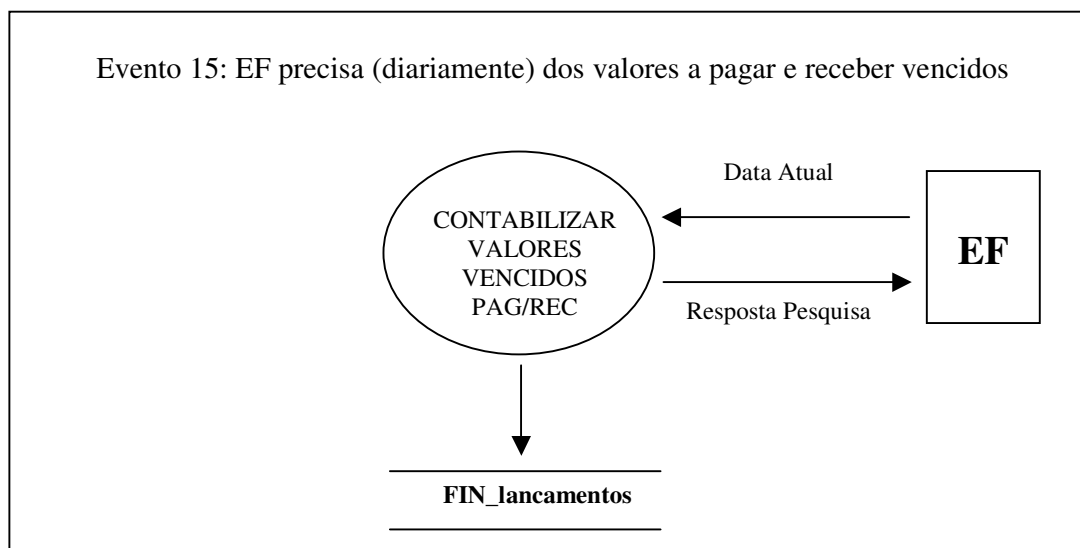 Evento 15: EF precisa (diariamente) dos valores a pagar e receber vencidos
Data Atual
CONTABILIZAR
VALORES
VENCIDOS
PAG/REC
EF
Resposta Pesquisa
FIN_lancamentos